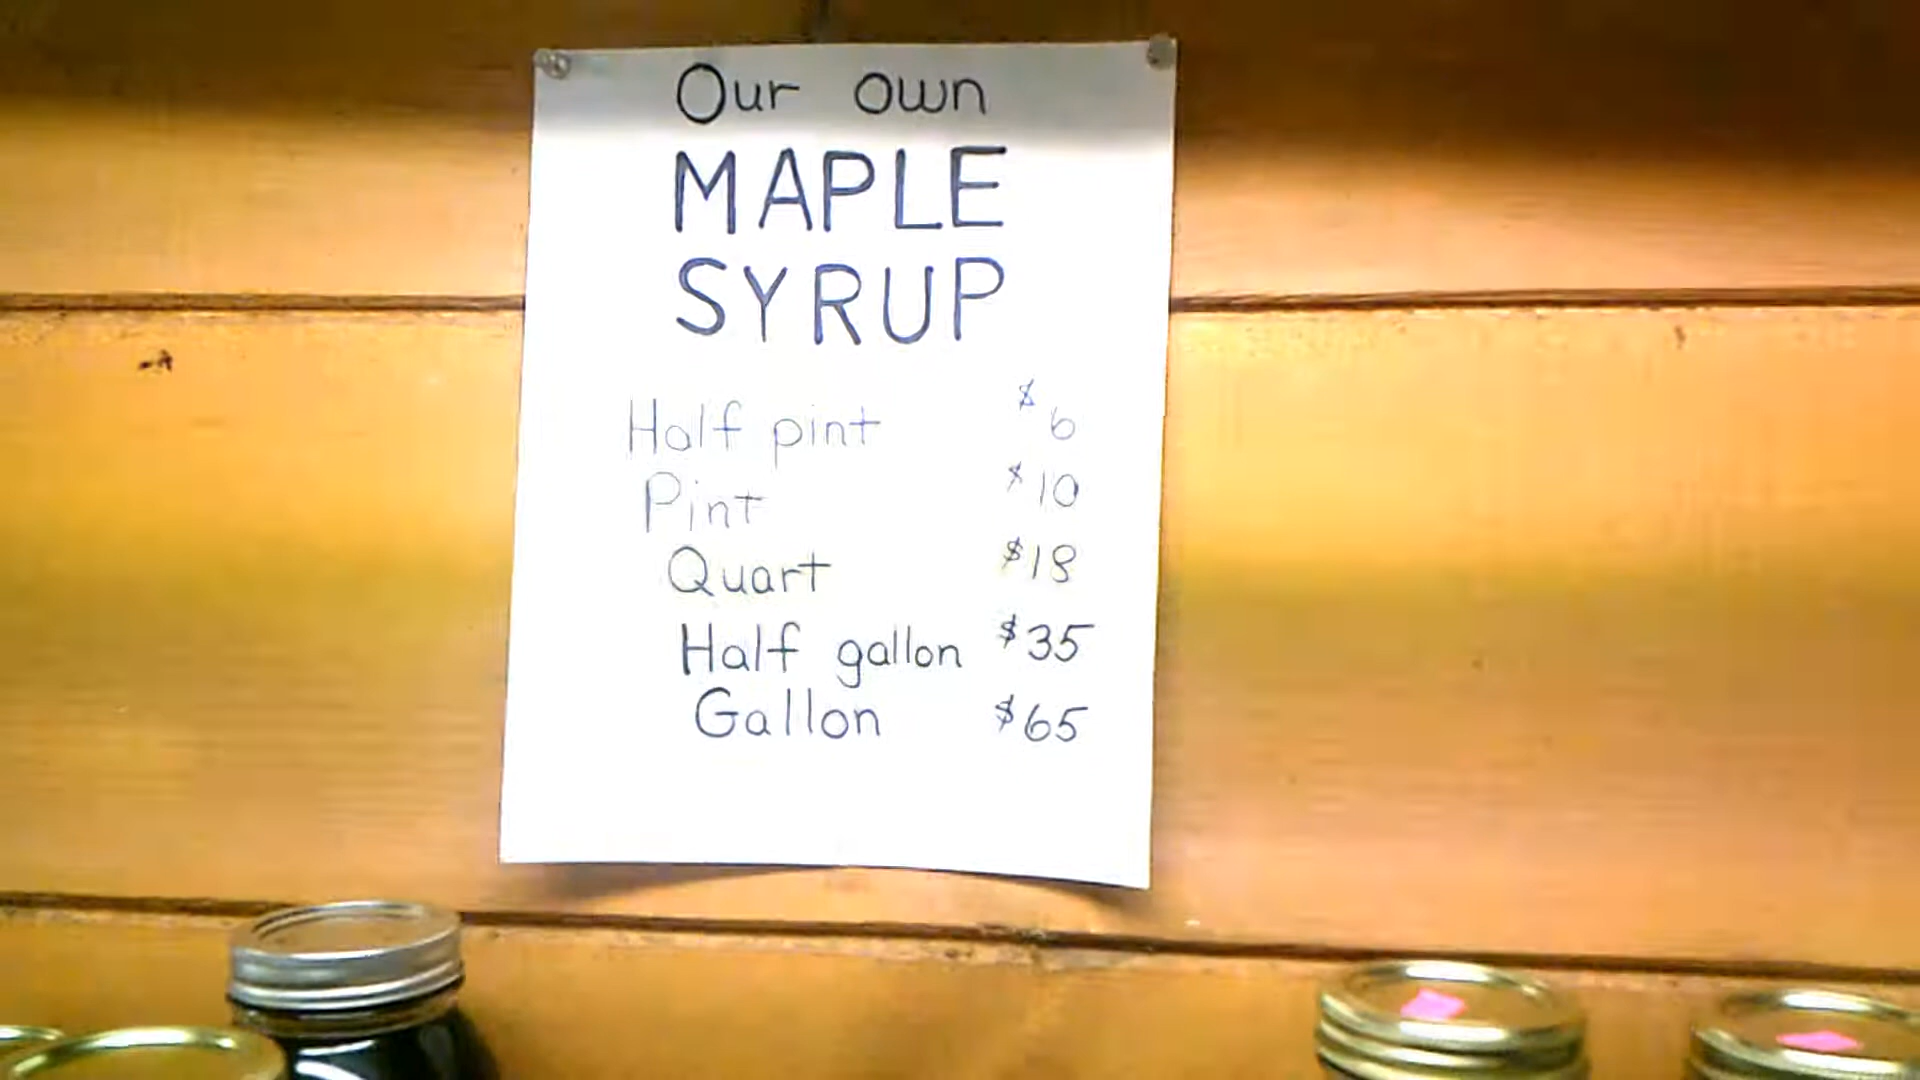 Our own
MAPLE
SYRUP
Half pint $6
Pint $10
Quart $18
Half gallon $35
Gallon $65